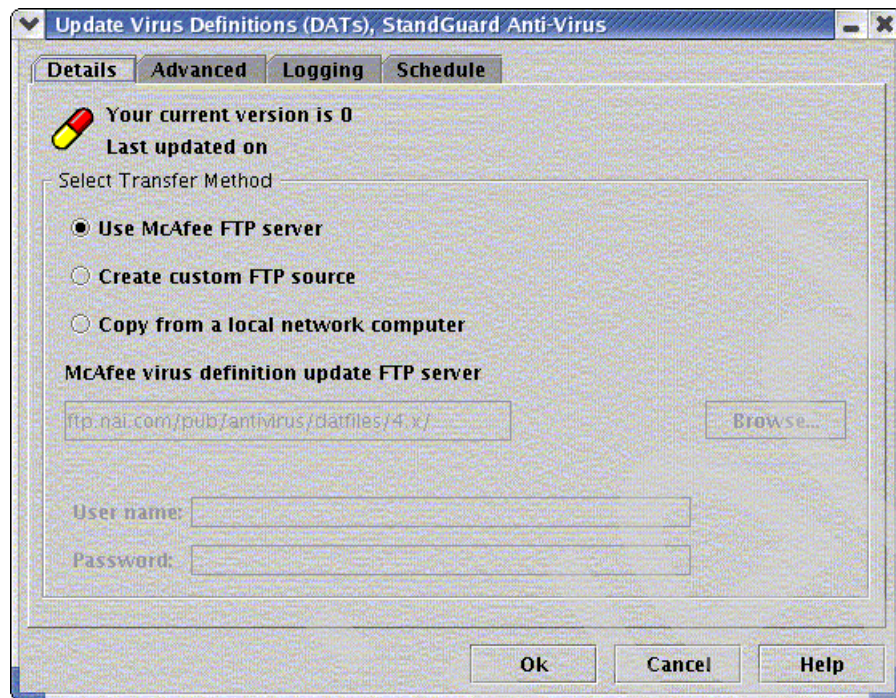 Update Virus Definitions (DATs), StandGuard Anti-Virus
Details Advanced Logging Schedule
Your current version is 0
Last updated on
Select Transfer Method
Use McAfee FTP server
Create custom FTP source
Copy from a local network computer
McAfee virus definition update FTP server
ftp.nai.com/pub/antivirus/datfiles/4.x/ Browse...
User name:
Password:
Ok Cancel Help